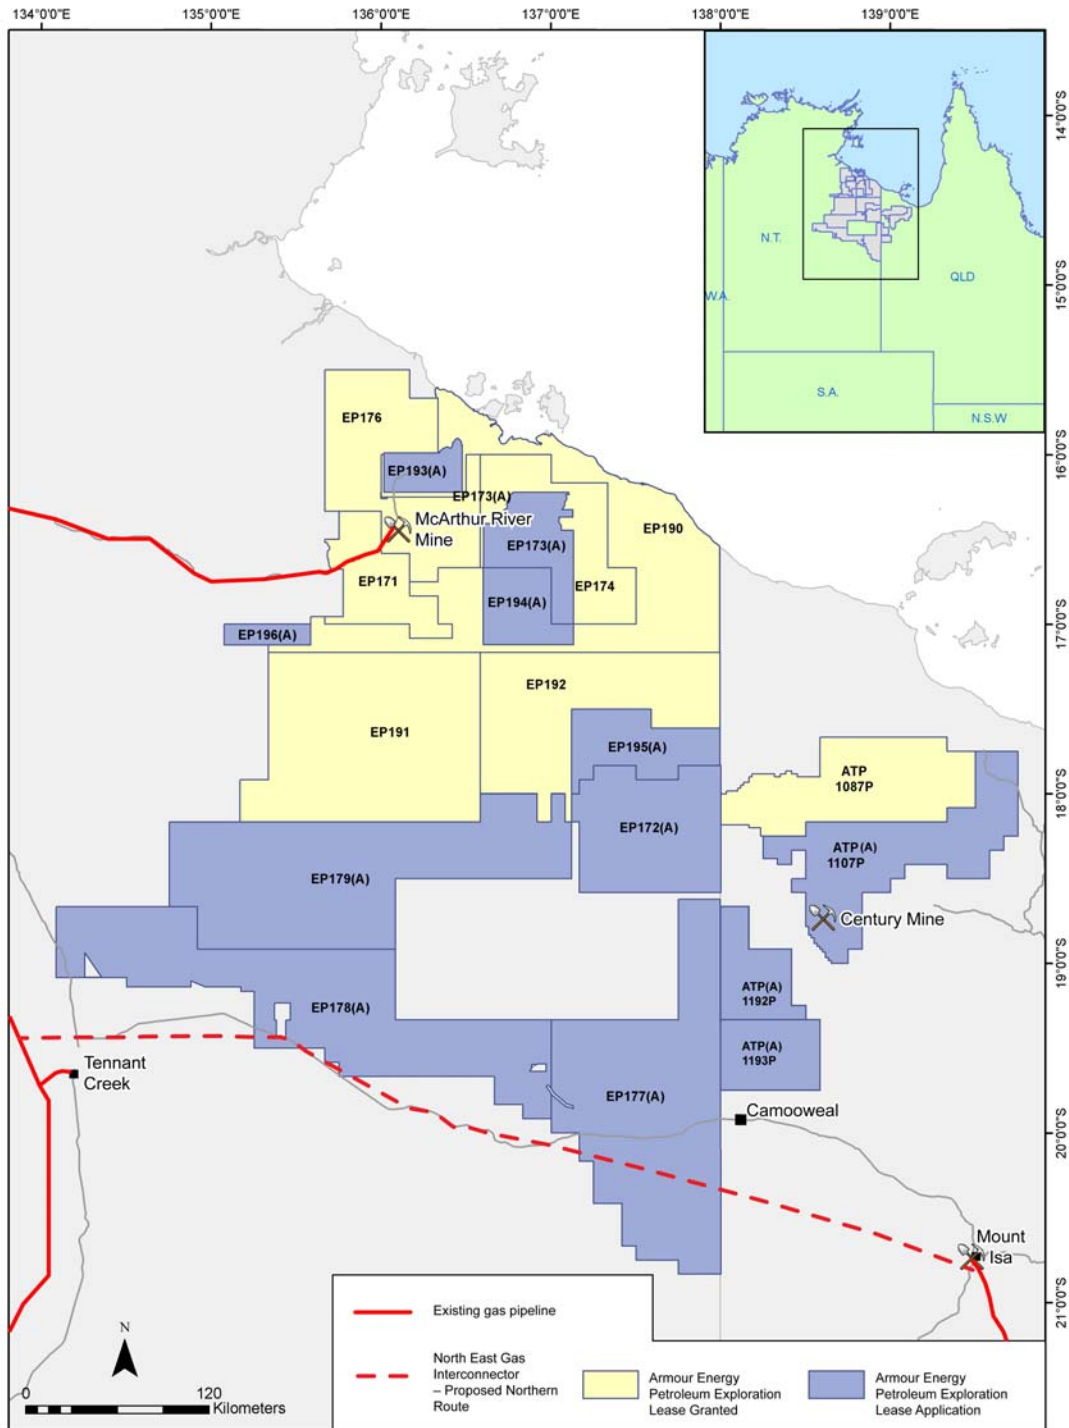 134°0'0"E
135°0'0"E
136°0'0"E
137°0'0"E
138°0'0"E
139°0'0"E
14°0'0"S
15°0'0"S
16°0'0"S
17°0'0"S
18°0'0"S
19°0'0"S
20°0'0"S
21°0'0"S
N.T.
QLD
W.A.
S.A.
N.S.W
EP176
EP193(A)
EP173(A)
McArthur River
Mine
EP190
EP173(A)
EP171
EP174
EP194(A)
EP196(A)
EP192
EP191
EP195(A)
ATP
1087P
EP172(A)
ATP(A)
1107P
EP179(A)
Century Mine
ATP(A)
1192P
EP178(A)
ATP(A)
1193P
Tennant
Creek
EP177(A)
Camooweal
Mount
Isa
Existing gas pipeline
North East Gas
Interconnector
– Proposed Northern
Route
Armour Energy
Petroleum Exploration
Lease Granted
Armour Energy
Petroleum Exploration
Lease Application
N
0
120
Kilometers